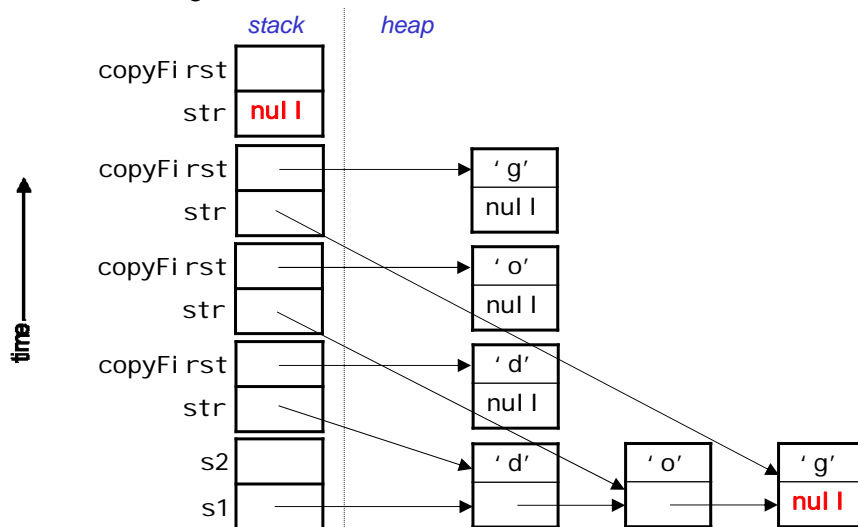 stack heap
copyFirst
str null
copyFirst 'g'
str null
copyFirst 'o'
str null
copyFirst 'd'
str null
s2 'd' 'o' 'g'
s1 null
time